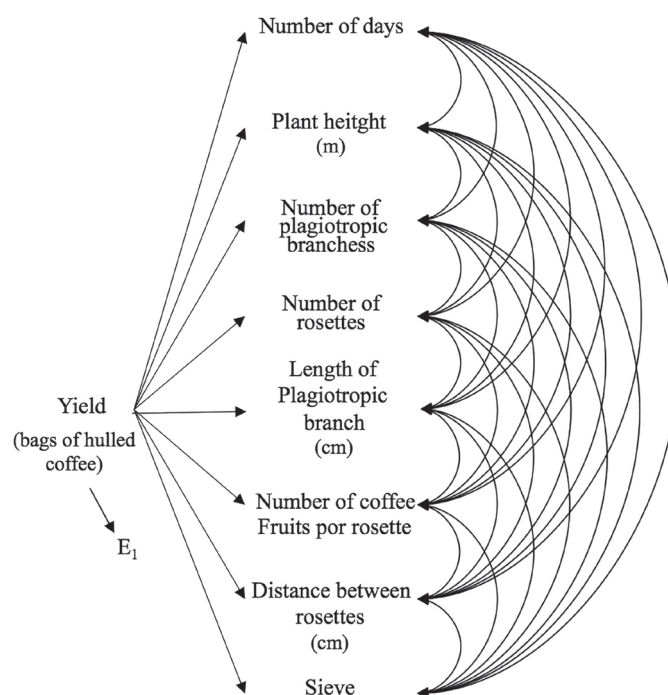 Number of days
Plant heitght
(m)
Number of
plagiotropic
branchess
Number of
rosettes
Length of
Plagiotropic
branch
(cm)
Yield
(bags of hulled
coffee)
E₁
Number of coffee
Fruits por rosette
Distance between
rosettes
(cm)
Sieve